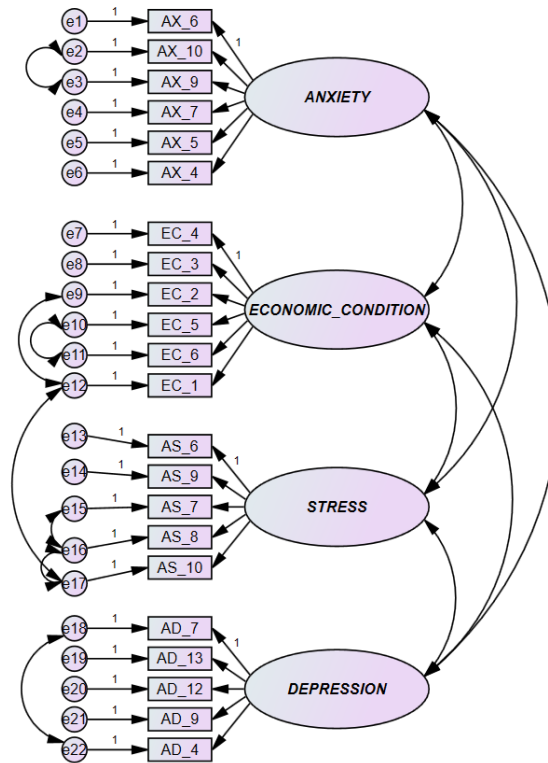 e1 1 AX_6 1
e2 1 AX_10
e3 1 AX_9 ANXIETY
e4 1 AX_7
e5 1 AX_5
e6 1 AX_4
e7 1 EC_4 1
e8 1 EC_3
e9 1 EC_2 ECONOMIC_CONDITION
e10 1 EC_5
e11 1 EC_6
e12 1 EC_1
e13 1 AS_6 1
e14 1 AS_9
e15 1 AS_7 STRESS
e16 1 AS_8
e17 1 AS_10
e18 1 AD_7 1
e19 1 AD_13
e20 1 AD_12 DEPRESSION
e21 1 AD_9
e22 1 AD_4